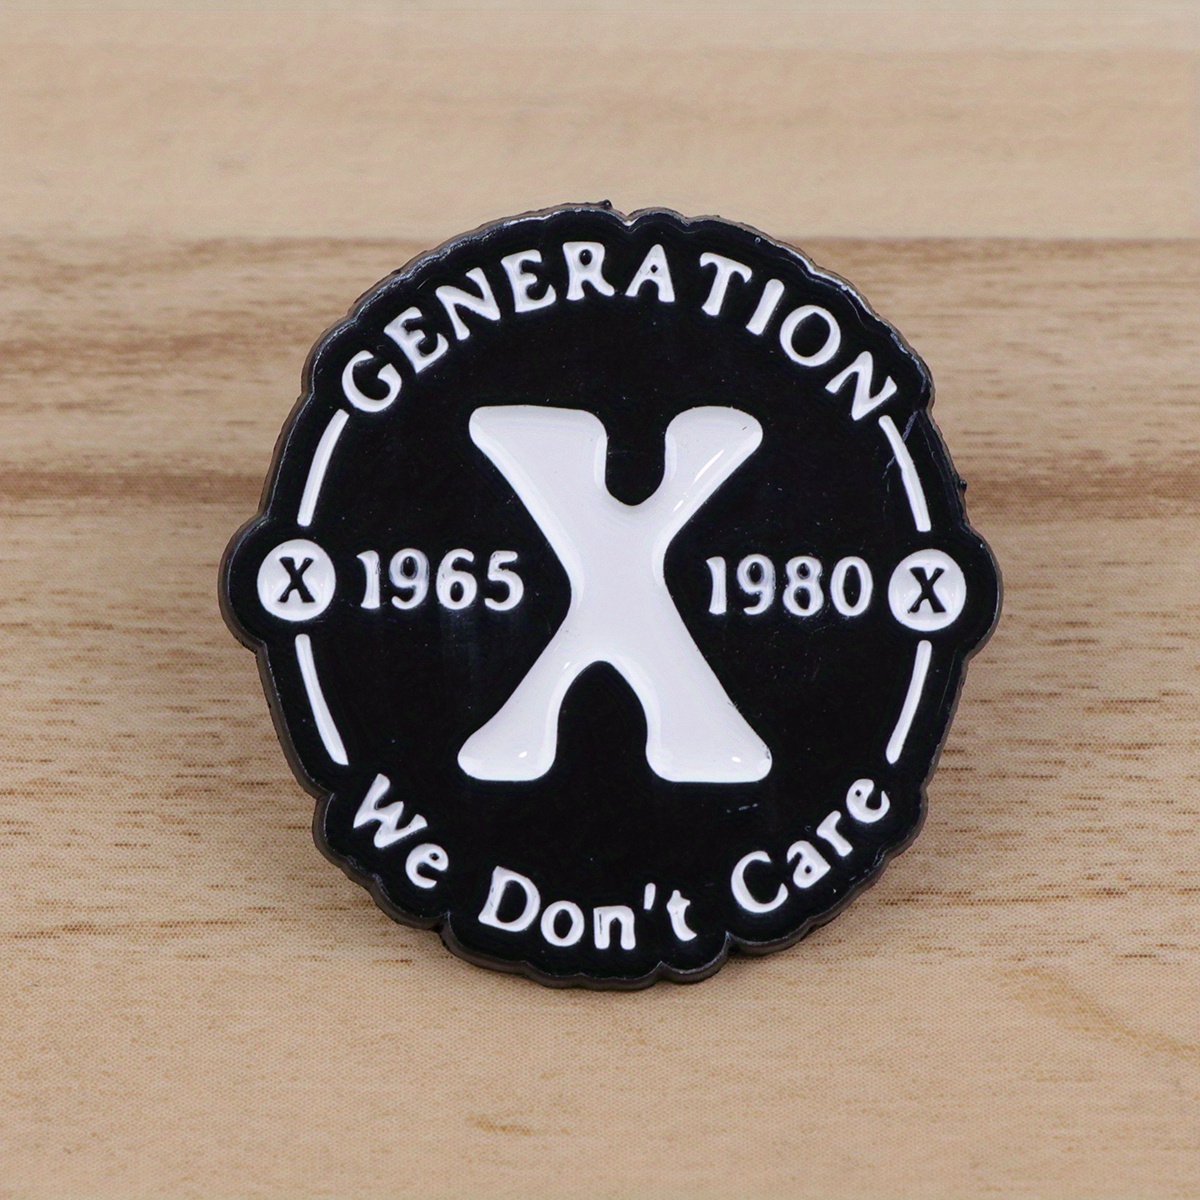 GENERATION
X
X 1965 1980 X
We Don't Care